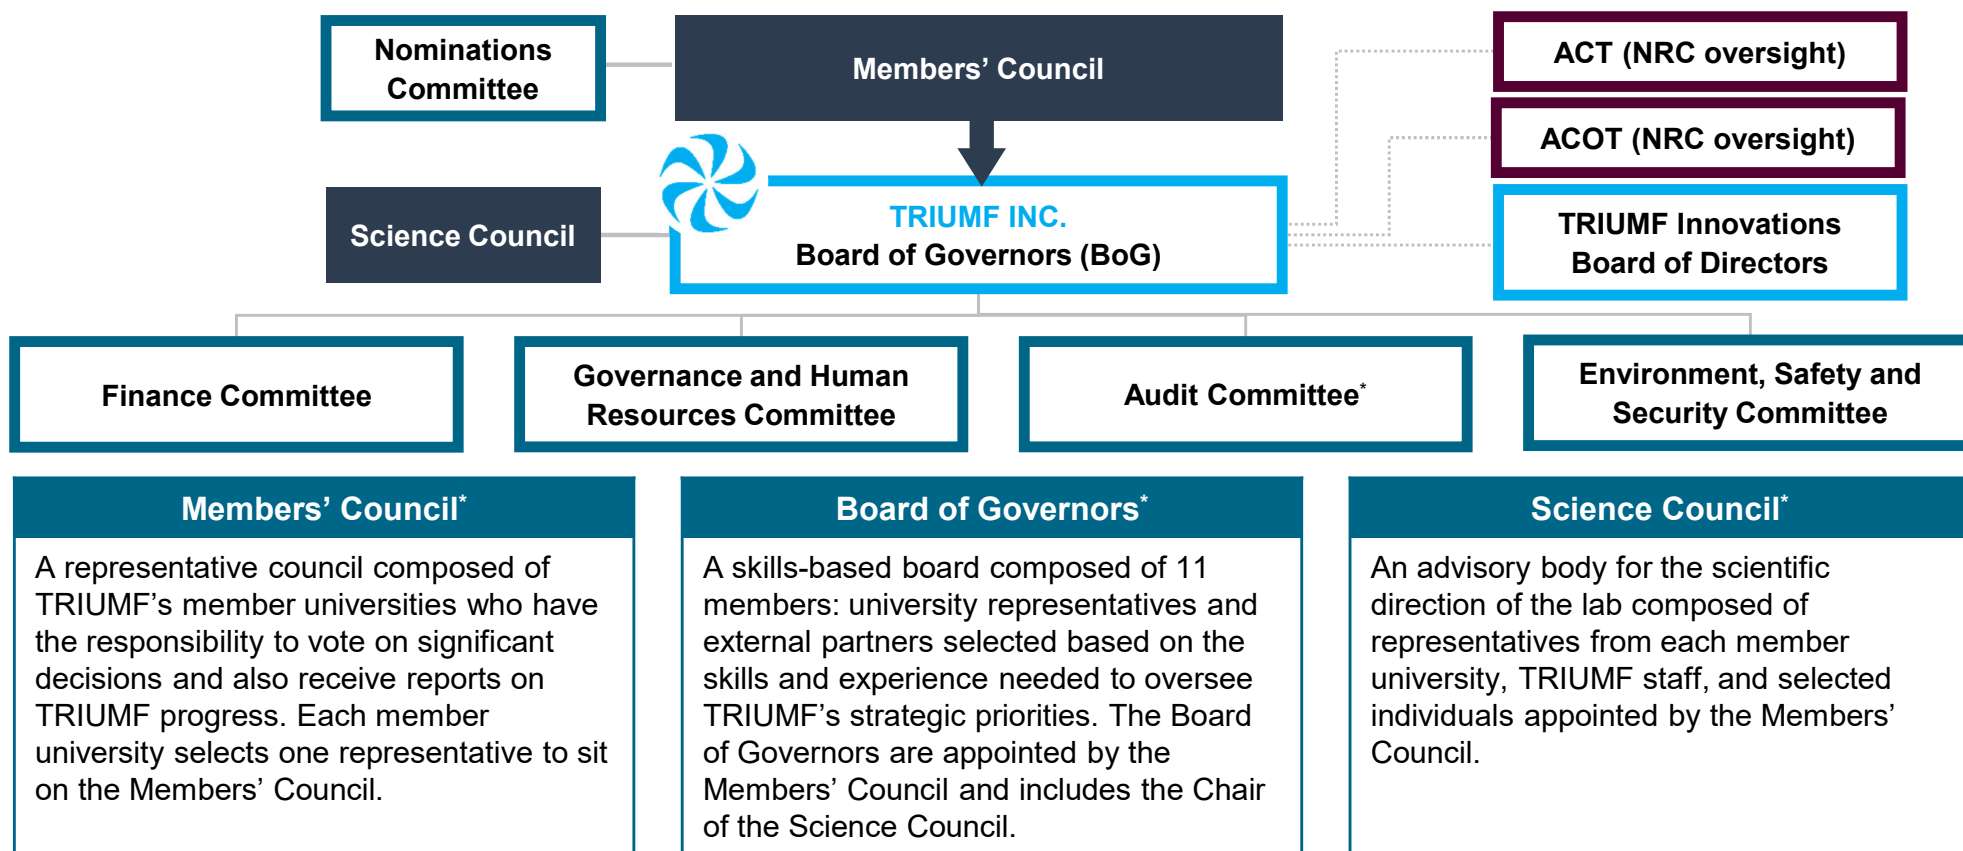 Nominations
Committee
Members’ Council
ACT (NRC oversight)
ACOT (NRC oversight)
Science Council
TRIUMF INC.
Board of Governors (BoG)
TRIUMF Innovations
Board of Directors
Finance Committee
Governance and Human
Resources Committee
Audit Committee*
Environment, Safety and
Security Committee
Members’ Council*
A representative council composed of
TRIUMF’s member universities who have
the responsibility to vote on significant
decisions and also receive reports on
TRIUMF progress. Each member
university selects one representative to sit
on the Members’ Council.
Board of Governors*
A skills-based board composed of 11
members: university representatives and
external partners selected based on the
skills and experience needed to oversee
TRIUMF’s strategic priorities. The Board
of Governors are appointed by the
Members’ Council and includes the Chair
of the Science Council.
Science Council*
An advisory body for the scientific
direction of the lab composed of
representatives from each member
university, TRIUMF staff, and selected
individuals appointed by the Members’
Council.